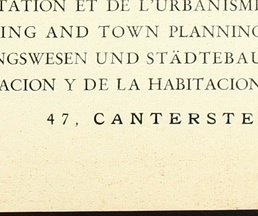 TATION ET DE L'URBANISME
ING AND TOWN PLANNING
NGSWESEN UND STÄDTEBAU
ACION Y DE LA HABITACION
47, CANTERSTE